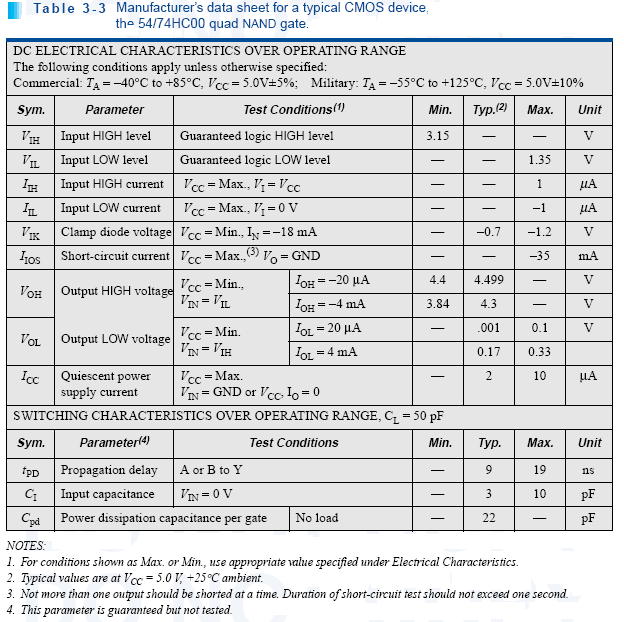 Table 3-3 Manufacturer's data sheet for a typical CMOS device,
the 54/74HC00 quad NAND gate.
DC ELECTRICAL CHARACTERISTICS OVER OPERATING RANGE
The following conditions apply unless otherwise specified:
Commercial: TA = –40°C to +85°C, VCC = 5.0V±5%; Military: TA = –55°C to +125°C, VCC = 5.0V±10%
Sym. Parameter Test Conditions(1) Min. Typ.(2) Max. Unit
VIH Input HIGH level Guaranteed logic HIGH level 3.15 — — V
VIL Input LOW level Guaranteed logic LOW level — — 1.35 V
IIH Input HIGH current VCC = Max., VI = VCC — — 1 µA
IIL Input LOW current VCC = Max., VI = 0 V — — –1 µA
VIK Clamp diode voltage VCC = Min., IN = –18 mA — –0.7 –1.2 V
IIOS Short-circuit current VCC = Max.,(3) VO = GND — — –35 mA
VOH Output HIGH voltage VCC = Min., VIN = VIL IOH = –20 µA 4.4 4.499 — V
IOH = –4 mA 3.84 4.3 — V
VOL Output LOW voltage VCC = Min. VIN = VIH IOL = 20 µA — .001 0.1 V
IOL = 4 mA 0.17 0.33
ICC Quiescent power VCC = Max. — 2 10 µA
supply current VIN = GND or VCC, IO = 0
SWITCHING CHARACTERISTICS OVER OPERATING RANGE, CL = 50 pF
Sym. Parameter(4) Test Conditions Min. Typ. Max. Unit
tPD Propagation delay A or B to Y — 9 19 ns
CI Input capacitance VIN = 0 V — 3 10 pF
Cpd Power dissipation capacitance per gate No load — 22 — pF
NOTES:
1. For conditions shown as Max. or Min., use appropriate value specified under Electrical Characteristics.
2. Typical values are at VCC = 5.0 V, +25°C ambient.
3. Not more than one output should be shorted at a time. Duration of short-circuit test should not exceed one second.
4. This parameter is guaranteed but not tested.